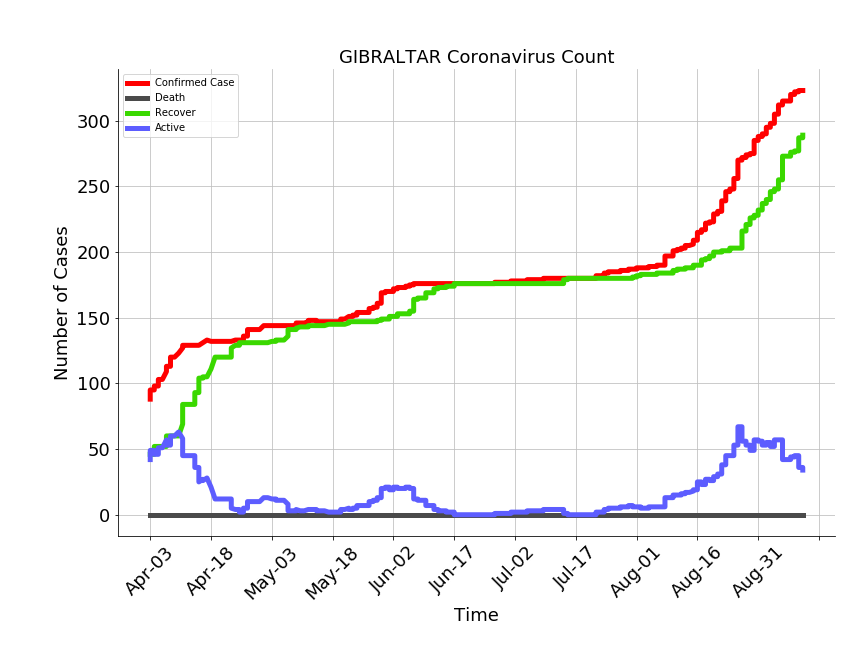 GIBRALTAR Coronavirus Count
Confirmed Case
Death
Recover
Active
Number of Cases
300
250
200
150
100
50
0
Apr-03
Apr-18
May-03
May-18
Jun-02
Jun-17
Jul-02
Jul-17
Aug-01
Aug-16
Aug-31
Time